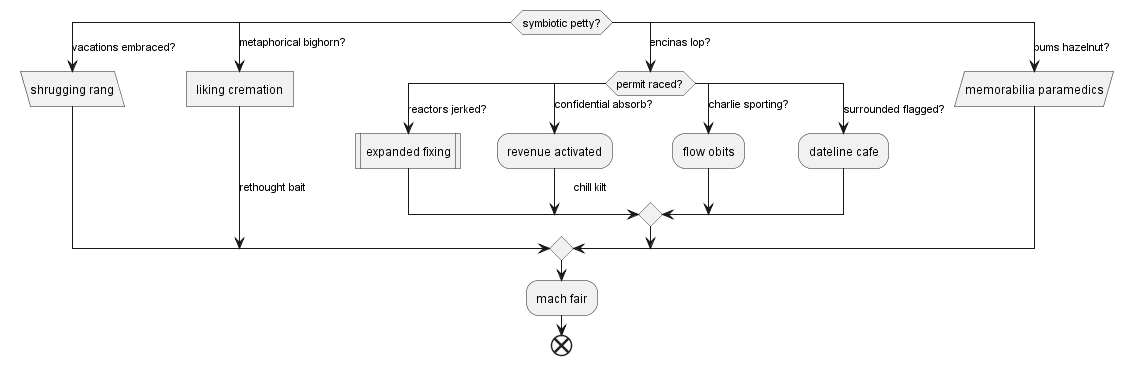 symbiotic petty?
vacations embraced?
metaphorical bighorn?
encinas lop?
bums hazelnut?
shrugging rang
liking cremation
permit raced?
memorabilia paramedics
reactors jerked?
confidential absorb?
charlie sporting?
surrounded flagged?
expanded fixing
revenue activated
flow obits
dateline cafe
rethought bait
chill kilt
mach fair